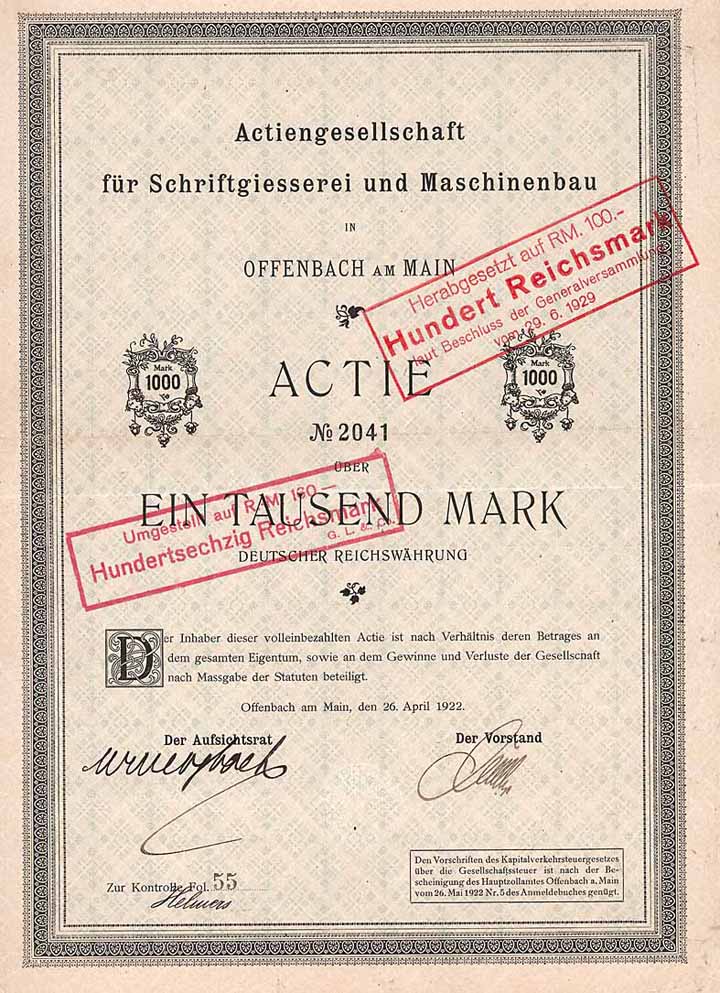 Actiengesellschaft
für Schriftgiesserei und Maschinenbau
IN
OFFENBACH AM MAIN
Herabgesetzt auf RM. 100.-
Hundert Reichsmark
laut Beschluss der Generalversammlung
vom 29. 6. 1929
ACTIE
Mark
1000
Mark
1000
№ 2041
ÜBER
EIN TAUSEND MARK
DEUTSCHER REICHSWÄHRUNG
Umgestellt auf R.M. 160.—
Hundertsechzig Reichsmark
G. L. & Co.
Der Inhaber dieser volleinbezahlten Actie ist nach Verhältnis deren Betrages an
dem gesamten Eigentum, sowie an dem Gewinne und Verluste der Gesellschaft
nach Massgabe der Statuten beteiligt.
Offenbach am Main, den 26. April 1922.
Der Aufsichtsrat
Der Vorstand
Zur Kontrolle Fol. 55
Helmers
Den Vorschriften des Kapitalverkehrsteuergesetzes
über die Gesellschaftssteuer ist nach der Be-
scheinigung des Hauptzollamtes Offenbach a. Main
vom 26. Mai 1922 Nr. 5 des Anmeldebuches genügt.